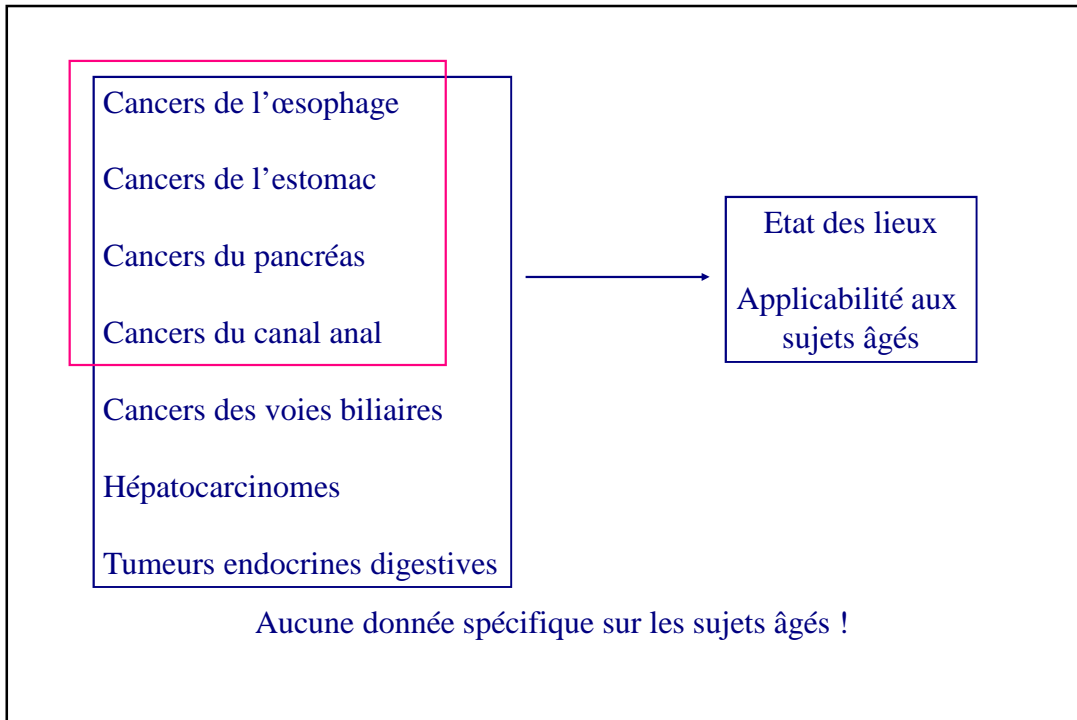 Cancers de l’œsophage
Cancers de l’estomac
Cancers du pancréas
Cancers du canal anal
Cancers des voies biliaires
Hépatocarcinomes
Tumeurs endocrines digestives
Etat des lieux
Applicabilité aux
sujets âgés
Aucune donnée spécifique sur les sujets âgés !